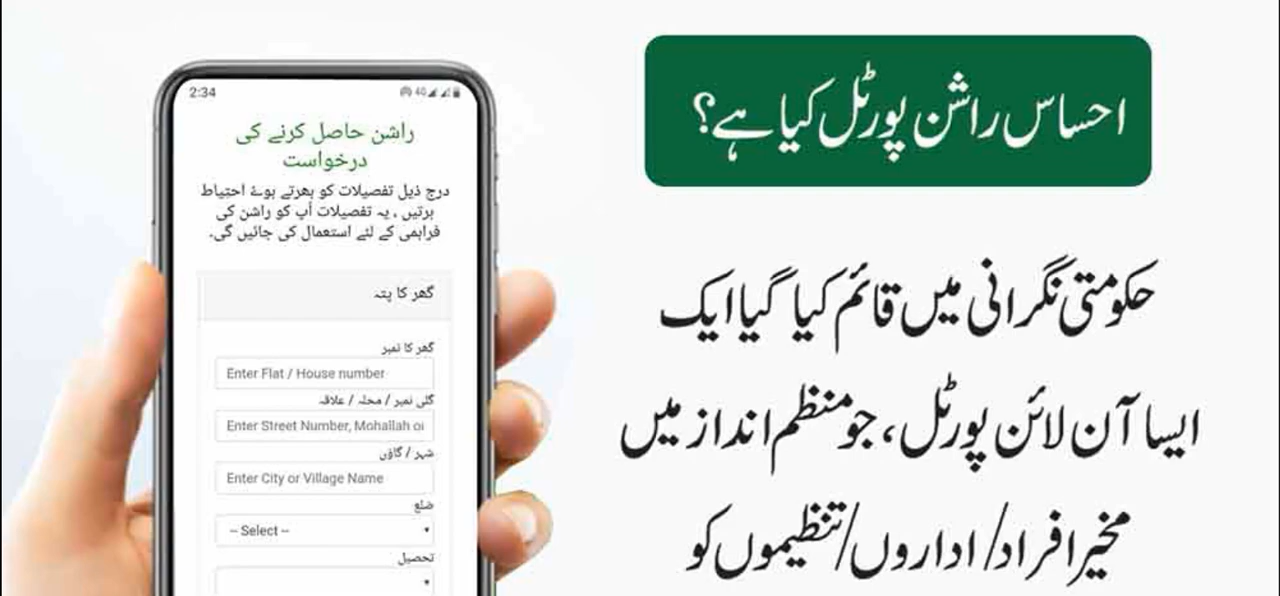 احساس راشن پورٹل کیا ہے؟
حکومتی نگرانی میں قائم کیا گیا ایک
ایسا آن لائن پورٹل، جو منظم انداز میں
مخیر افراد/ اداروں/ تنظیموں کو
2:34
4G
راشن حاصل کرنے کی
درخواست
درج ذیل تفصیلات کو بھرتے ہوۓ احتیاط
برتیں ، یہ تفصیلات آپ کو راشن کی
فراہمی کے لئے استعمال کی جائیں گی۔
گھر کا پتہ
گھر کا نمبر
Enter Flat / House number
گلی نمبر / محلہ / علاقہ
Enter Street Number, Mohallah or
شہر / گاؤں
Enter City or Village Name
ضلع
-- Select --
تحصیل